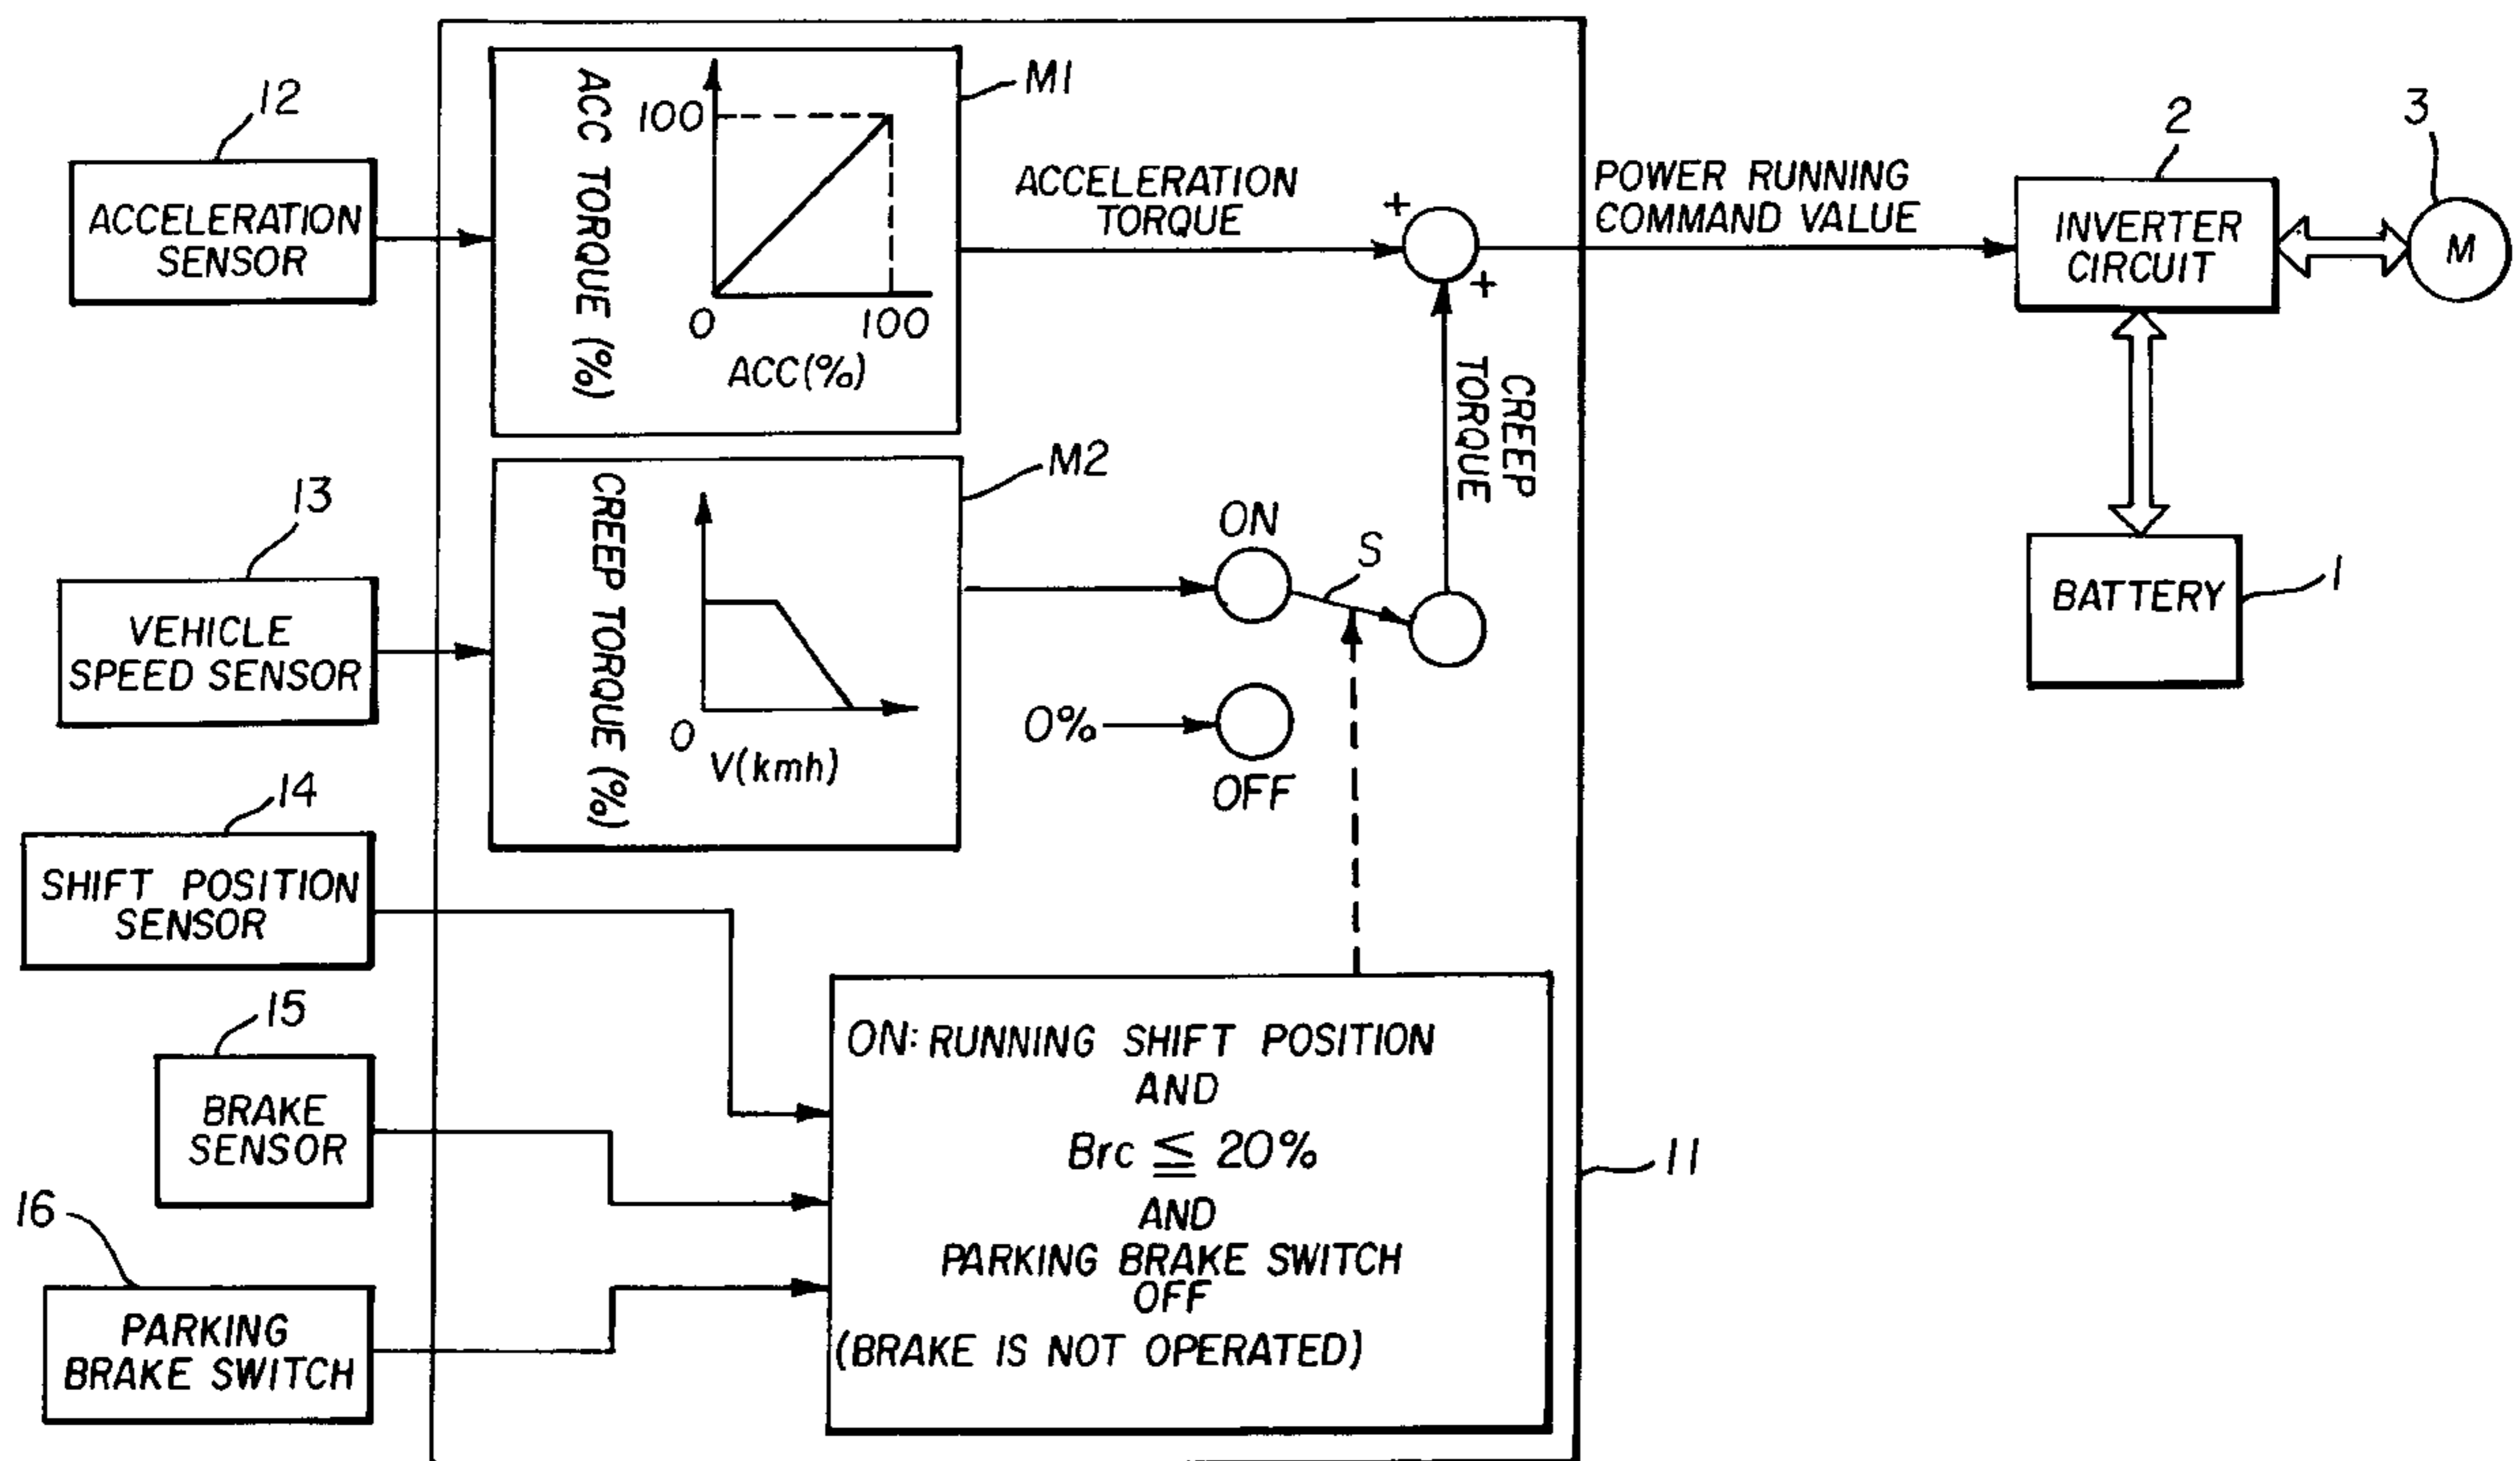 12
ACCELERATION
SENSOR
13
VEHICLE
SPEED SENSOR
14
SHIFT POSITION
SENSOR
15
BRAKE
SENSOR
16
PARKING
BRAKE SWITCH
M1
ACC TORQUE (%)
100
0
100
ACC(%)
M2
CREEP TORQUE (%)
0
V(kmh)
ACCELERATION
TORQUE
+
+
CREEP
TORQUE
ON
S
0%
OFF
ON: RUNNING SHIFT POSITION
AND
Brc ≦ 20%
AND
PARKING BRAKE SWITCH
OFF
(BRAKE IS NOT OPERATED)
11
POWER RUNNING
COMMAND VALUE
2
INVERTER
CIRCUIT
3
M
BATTERY
1